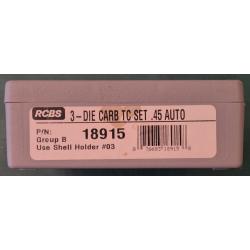 RCBS 3-DIE CARB TC SET .45 AUTO
P/N: 18915
Group B
Use Shell Holder #03